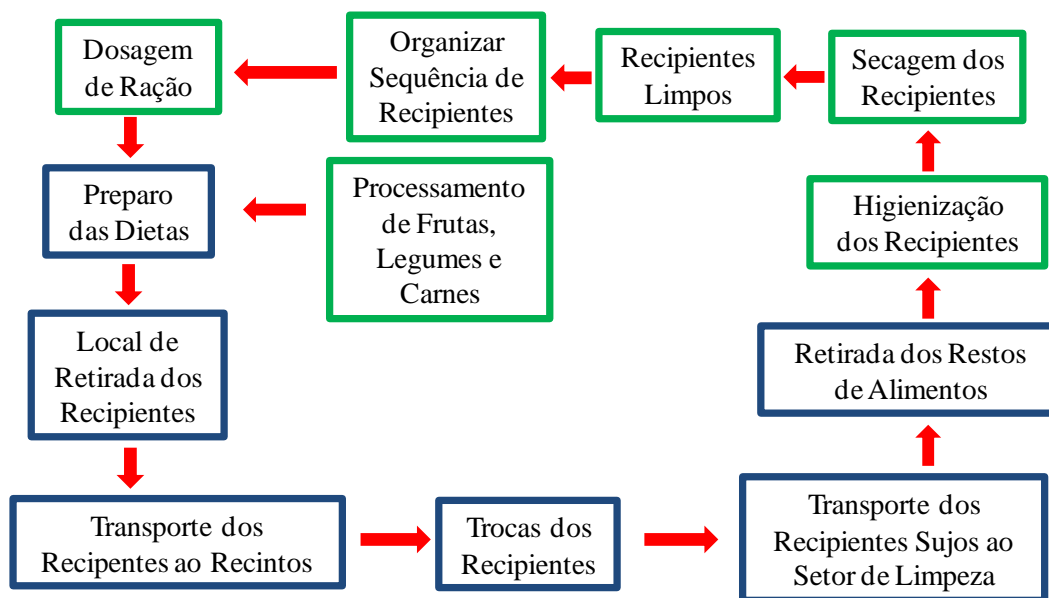 Dosagem
de Ração
Organizar
Sequência de
Recipientes
Recipientes
Limpos
Secagem dos
Recipientes
Preparo
das Dietas
Processamento
de Frutas,
Legumes e
Carnes
Higienização
dos Recipientes
Local de
Retirada dos
Recipientes
Retirada dos Restos
de Alimentos
Transporte dos
Recipentes ao Recintos
Trocas dos
Recipientes
Transporte dos
Recipientes Sujos ao
Setor de Limpeza